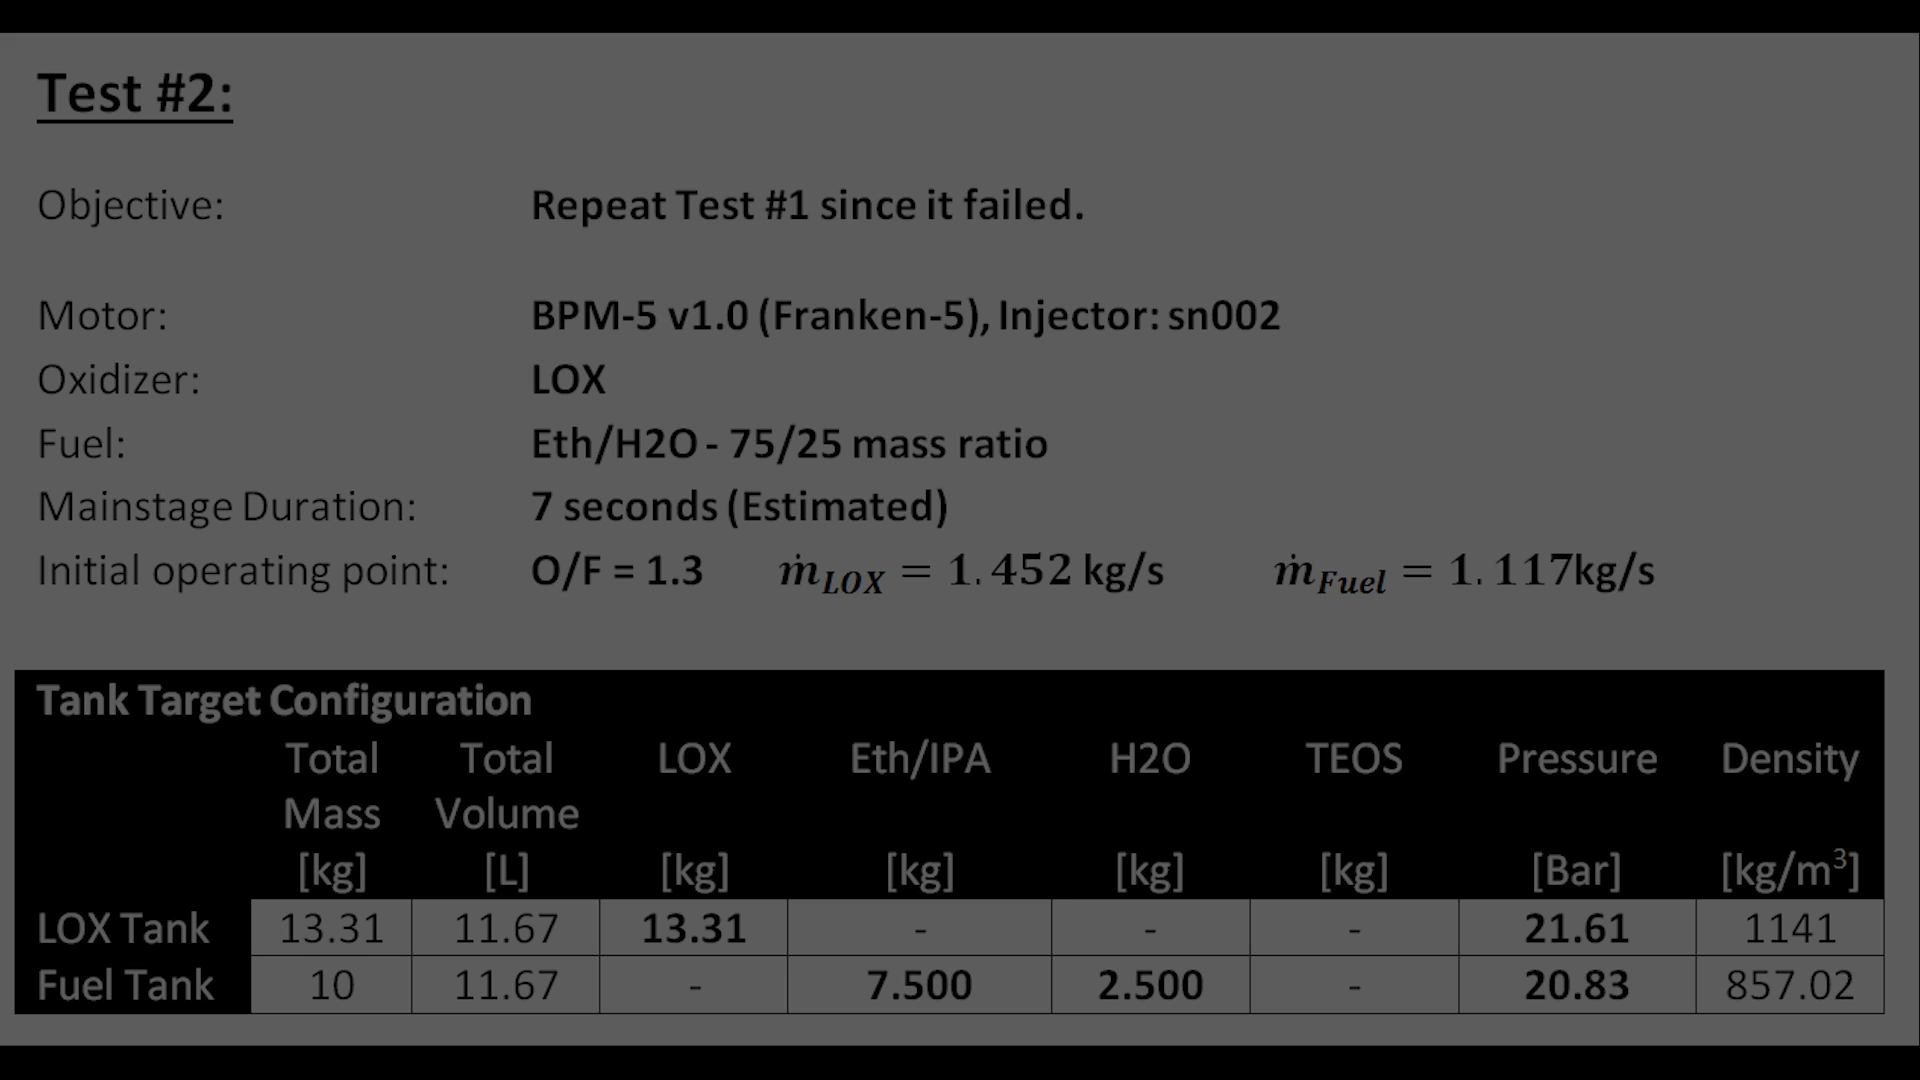 Test #2:
Objective: Repeat Test #1 since it failed.
Motor: BPM-5 v1.0 (Franken-5), Injector: sn002
Oxidizer: LOX
Fuel: Eth/H2O - 75/25 mass ratio
Mainstage Duration: 7 seconds (Estimated)
Initial operating point: O/F = 1.3 ṁLOX = 1.452 kg/s ṁFuel = 1.117kg/s
Tank Target Configuration
Total Total LOX Eth/IPA H2O TEOS Pressure Density
Mass Volume
[kg] [L] [kg] [kg] [kg] [kg] [Bar] [kg/m³]
LOX Tank 13.31 11.67 13.31 - - - 21.61 1141
Fuel Tank 10 11.67 - 7.500 2.500 - 20.83 857.02